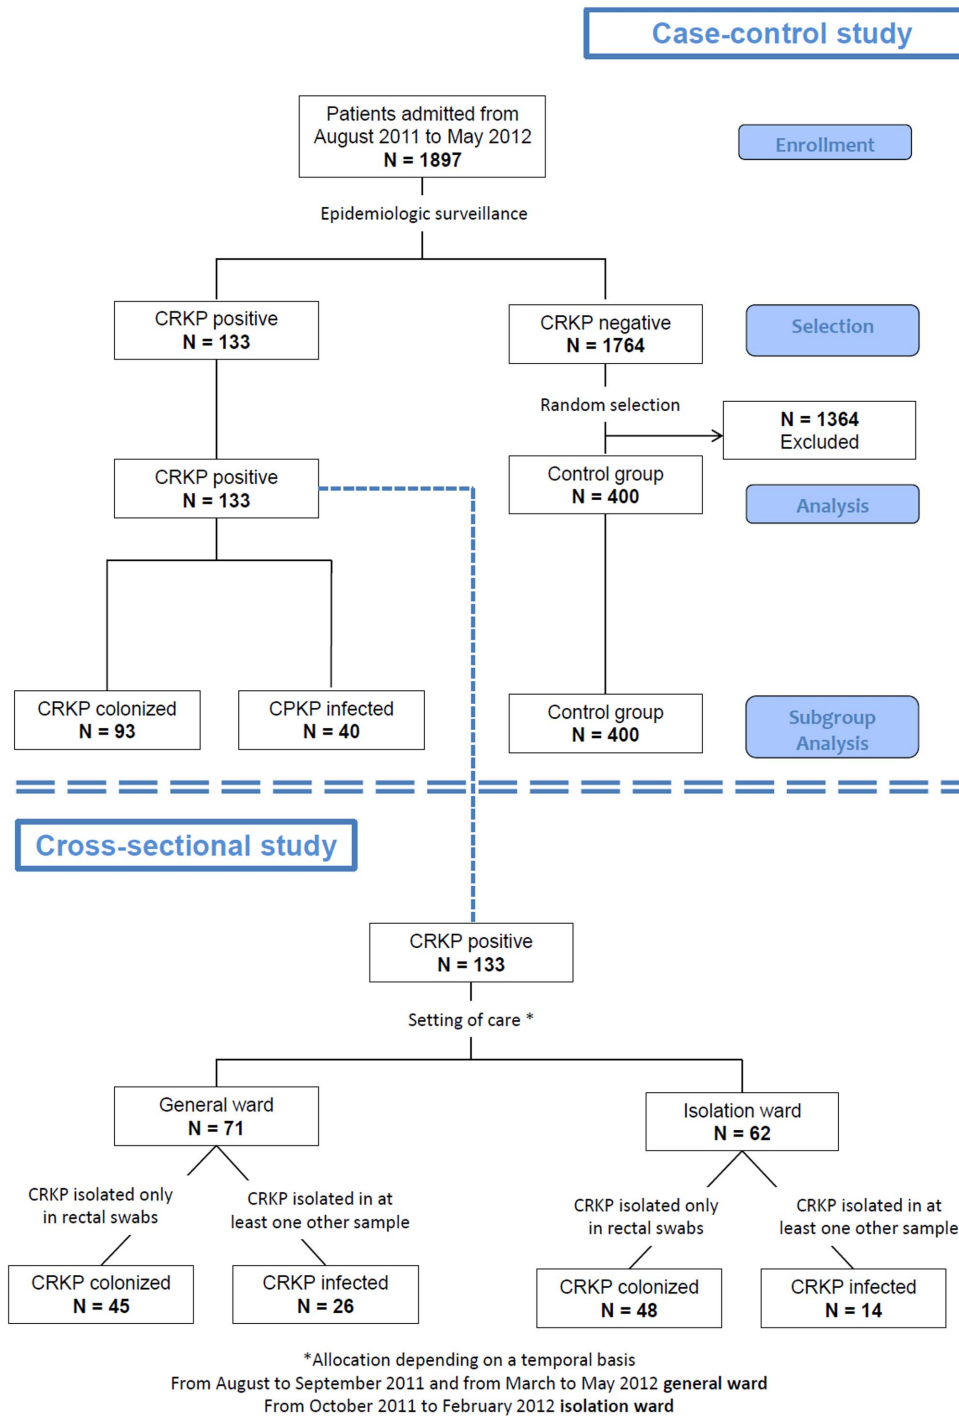 Case-control study
Patients admitted from
August 2011 to May 2012
N = 1897
Enrollment
Epidemiologic surveillance
CRKP positive
N = 133
CRKP negative
N = 1764
Selection
Random selection
N = 1364
Excluded
CRKP positive
N = 133
Control group
N = 400
Analysis
CRKP colonized
N = 93
CPKP infected
N = 40
Control group
N = 400
Subgroup
Analysis
Cross-sectional study
CRKP positive
N = 133
Setting of care *
General ward
N = 71
Isolation ward
N = 62
CRKP isolated only
in rectal swabs
CRKP isolated in at
least one other sample
CRKP isolated only
in rectal swabs
CRKP isolated in at
least one other sample
CRKP colonized
N = 45
CRKP infected
N = 26
CRKP colonized
N = 48
CRKP infected
N = 14
*Allocation depending on a temporal basis
From August to September 2011 and from March to May 2012 general ward
From October 2011 to February 2012 isolation ward